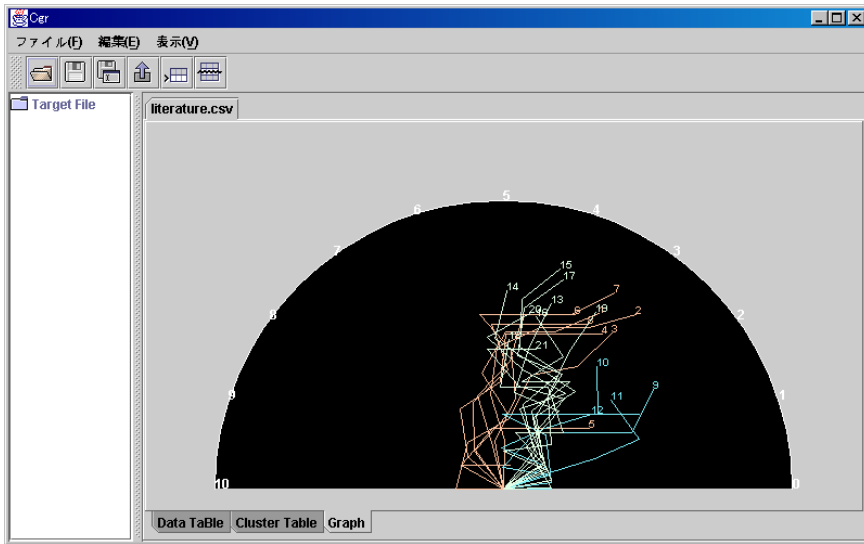 Cgr
ファイル(F) 編集(E) 表示(V)
Target File
literature.csv
5
6 4
7 3
8 2
9 1
10 0
15
17
14 7
13
20 6 19 2
4 3
21
10
9
11
12
5
Data TaBle Cluster Table Graph